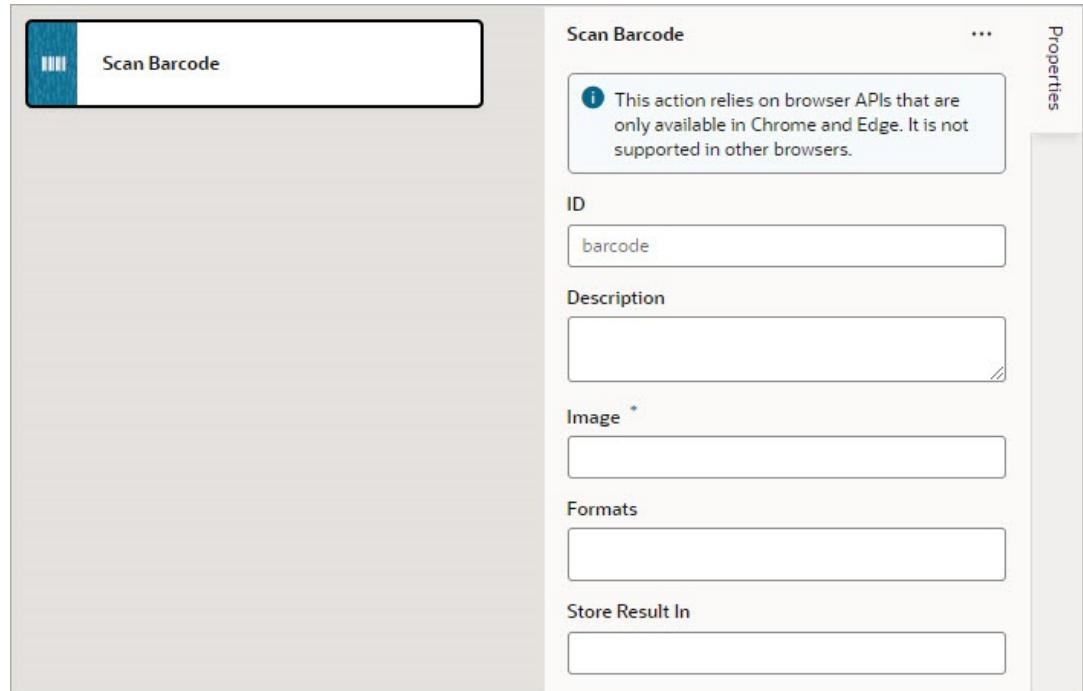 Scan Barcode
Scan Barcode
...
Properties
This action relies on browser APIs that are
only available in Chrome and Edge. It is not
supported in other browsers.
ID
barcode
Description
Image *
Formats
Store Result In